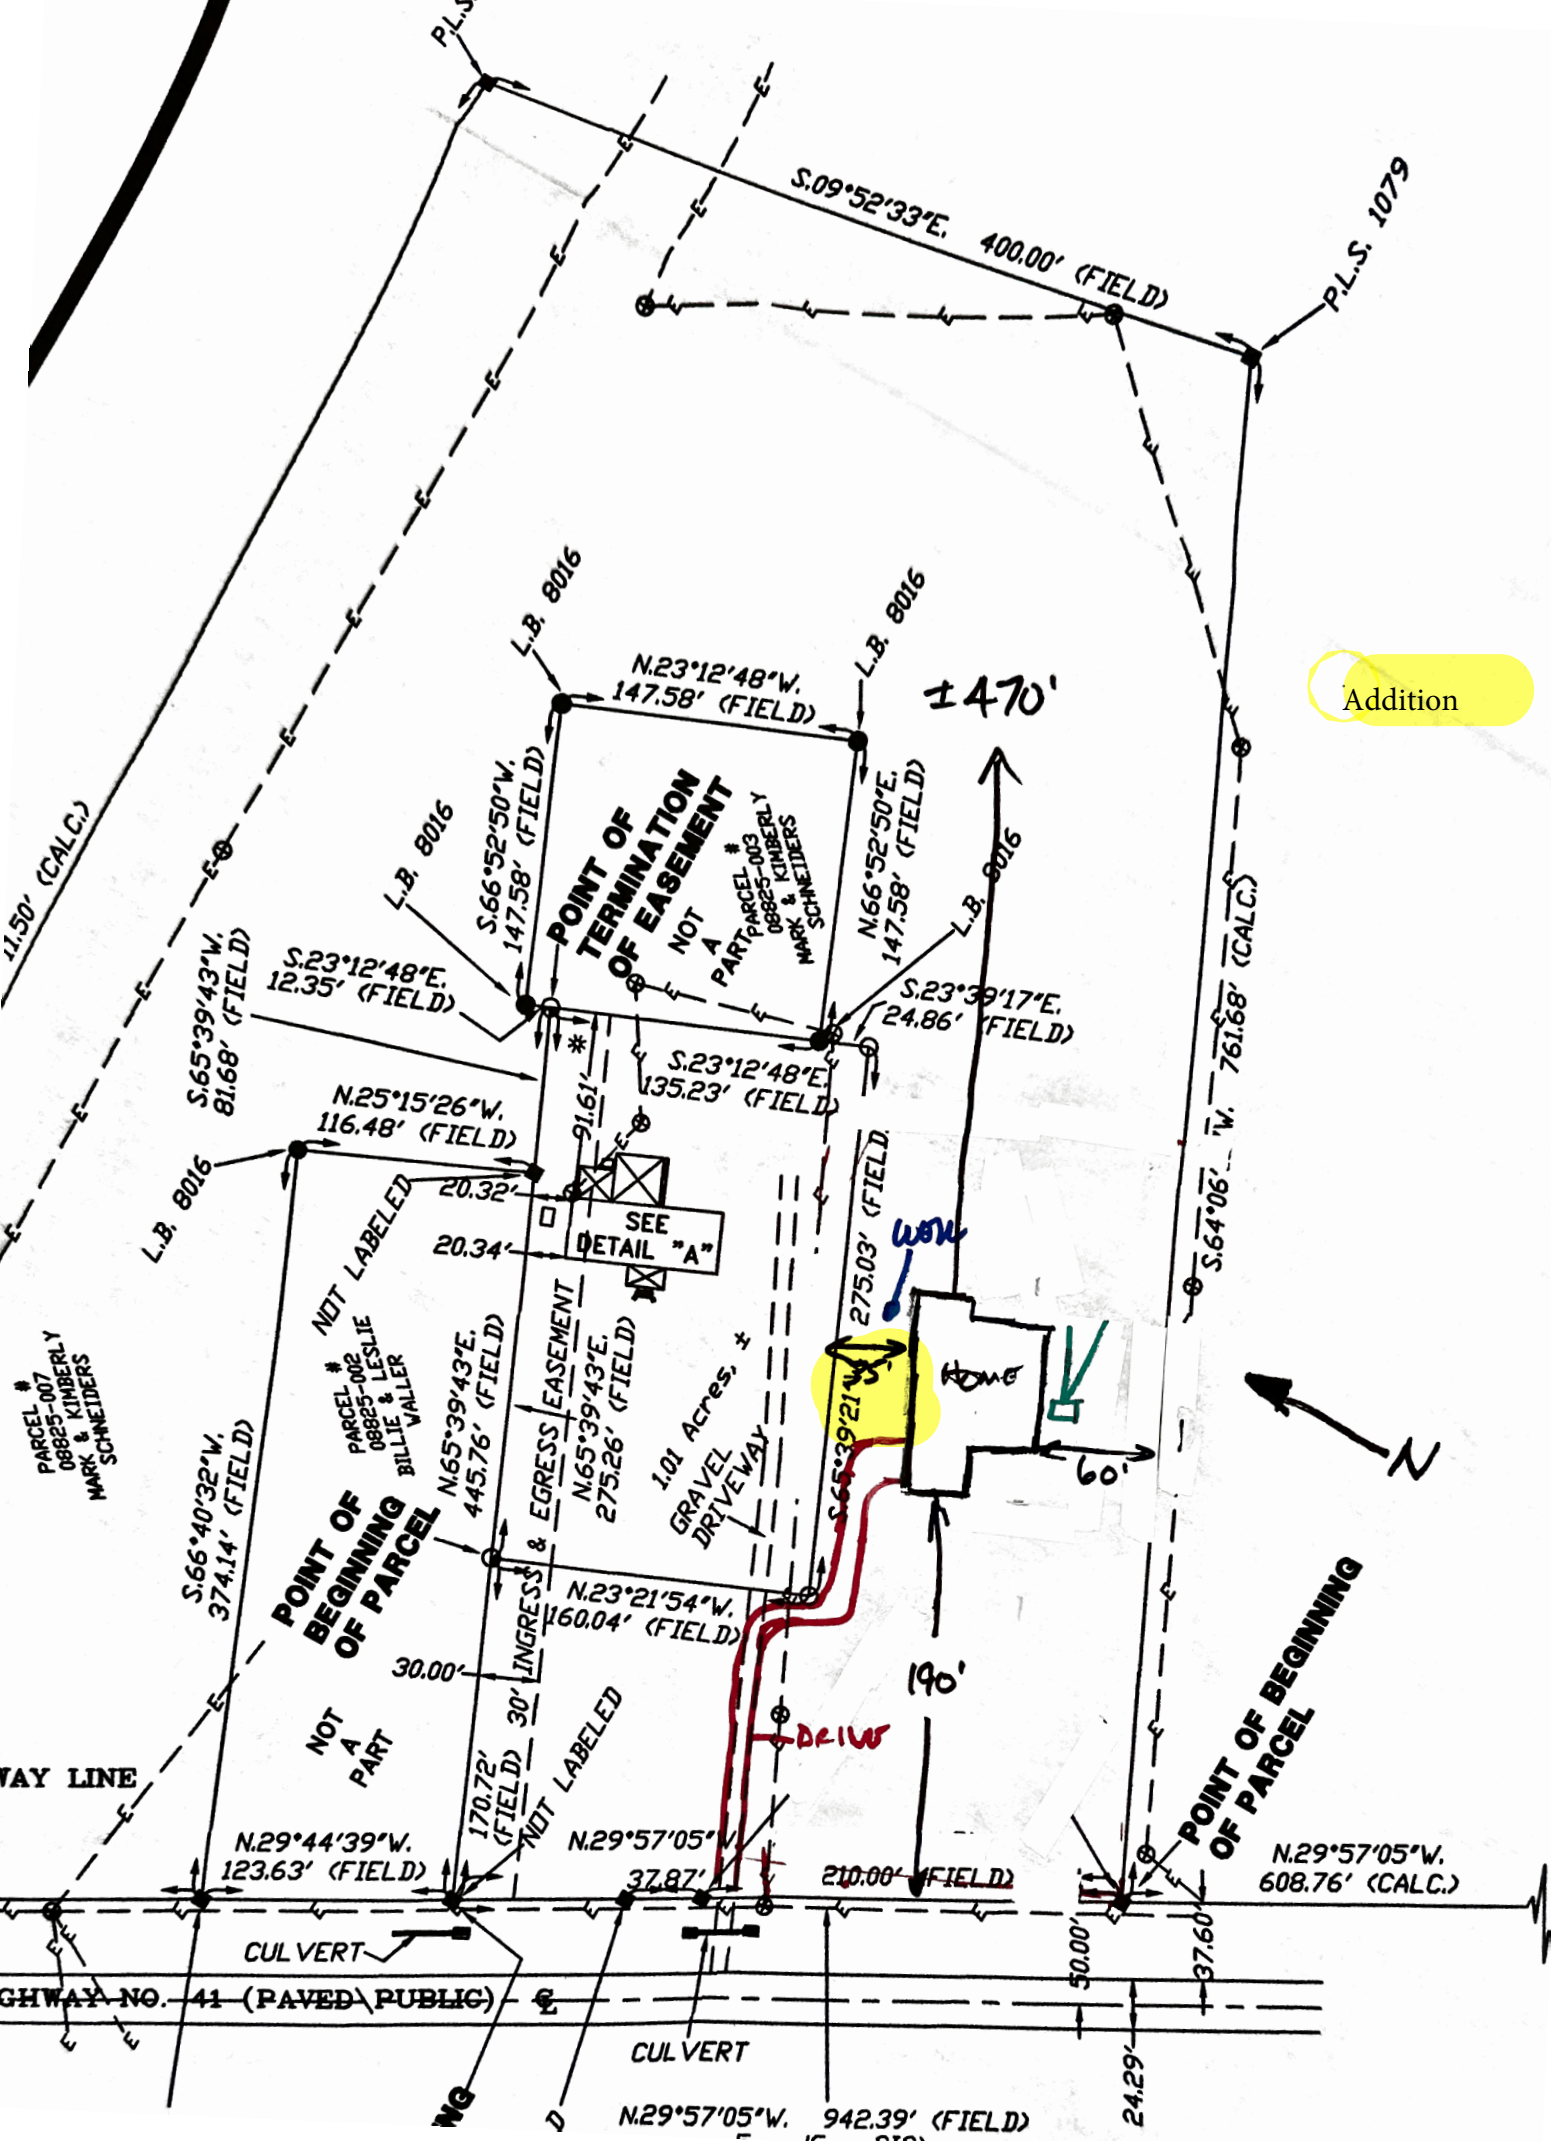 P.L.S.
S.09°52'33"E. 400.00' (FIELD)
P.L.S. 1079
L.B. 8016
L.B. 8016
N.23°12'48"W.
147.58' (FIELD)
±470'
Addition
S.66°52'50"W.
147.58' (FIELD)
POINT OF
TERMINATION
OF EASEMENT
NOT
A
PART
PARCEL #
08825-003
MARK & KIMBERLY
SCHNEIDERS
N.66°52'50"E.
147.58' (FIELD)
L.B. 8016
L.B. 8016
11.50' (CALC.)
S.65°39'43"W.
81.68' (FIELD)
S.23°12'48"E.
12.35' (FIELD)
S.23°39'17"E.
24.86' (FIELD)
S.64°06' "W. 761.68' (CALC.)
*
S.23°12'48"E.
135.23' (FIELD)
91.61'
N.25°15'26"W.
116.48' (FIELD)
L.B. 8016
NOT LABELED
20.32'
SEE
DETAIL "A"
20.34'
275.03' (FIELD)
S.65°39'21"W.
HOME
60'
N
PARCEL #
08825-007
MARK & KIMBERLY
SCHNEIDERS
PARCEL #
08825-002
BILLIE & LESLIE
WALLER
S.66°40'32"W.
374.14' (FIELD)
N.65°39'43"E.
445.76' (FIELD)
30' INGRESS & EGRESS EASEMENT
N.65°39'43"E.
275.26' (FIELD)
1.01 Acres, ±
GRAVEL
DRIVEWAY
POINT OF
BEGINNING
OF PARCEL
N.23°21'54"W.
160.04' (FIELD)
30.00'
190'
DRIVE
NOT
A
PART
170.72'
(FIELD)
NOT LABELED
POINT OF BEGINNING
OF PARCEL
WAY LINE
N.29°44'39"W.
123.63' (FIELD)
N.29°57'05"W.
37.87'
210.00' (FIELD)
N.29°57'05"W.
608.76' (CALC.)
CULVERT
50.00'
37.60'
GHWAY NO. 41 (PAVED\PUBLIC)
CULVERT
24.29'
NG
D
N.29°57'05"W. 942.39' (FIELD)